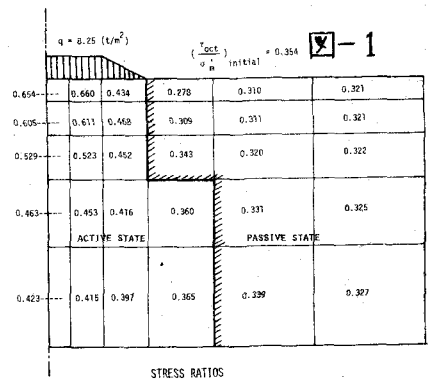 q = 8.25 (t/m²)
( τoct / σ'm ) initial = 0.354
図-1
0.654 0.660 0.434 0.278 0.310 0.321
0.605 0.611 0.468 0.309 0.311 0.321
0.529 0.523 0.452 0.343 0.320 0.322
0.463 0.453 0.416 0.360 0.331 0.325
ACTIVE STATE PASSIVE STATE
0.423 0.415 0.397 0.365 0.339 0.327
STRESS RATIOS